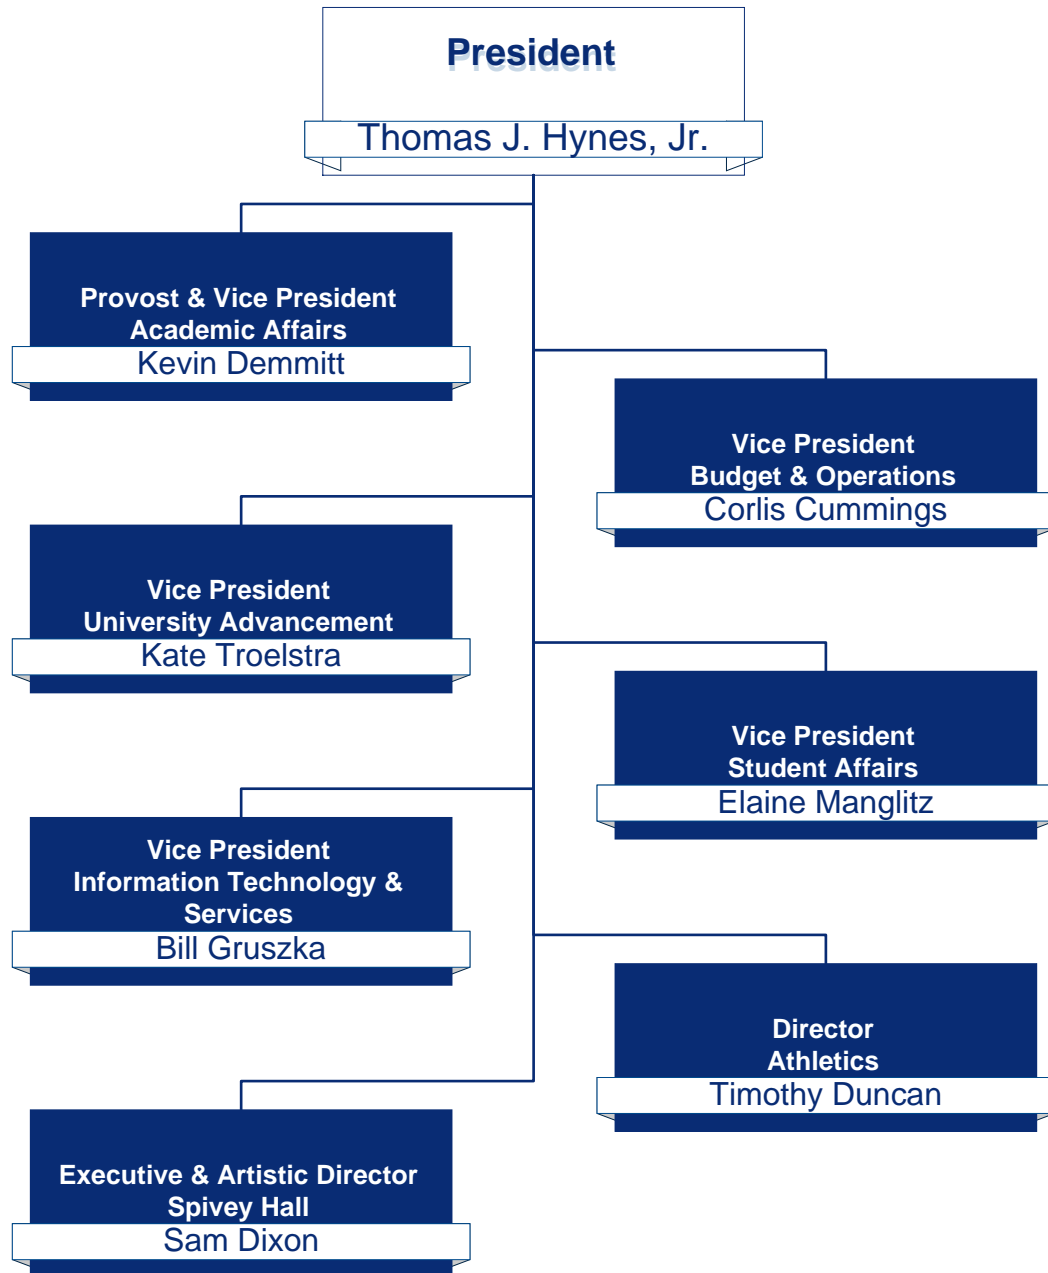 President
Thomas J. Hynes, Jr.
Provost & Vice President
Academic Affairs
Kevin Demmitt
Vice President
Budget & Operations
Corlis Cummings
Vice President
University Advancement
Kate Troelstra
Vice President
Student Affairs
Elaine Manglitz
Vice President
Information Technology &
Services
Bill Gruszka
Director
Athletics
Timothy Duncan
Executive & Artistic Director
Spivey Hall
Sam Dixon